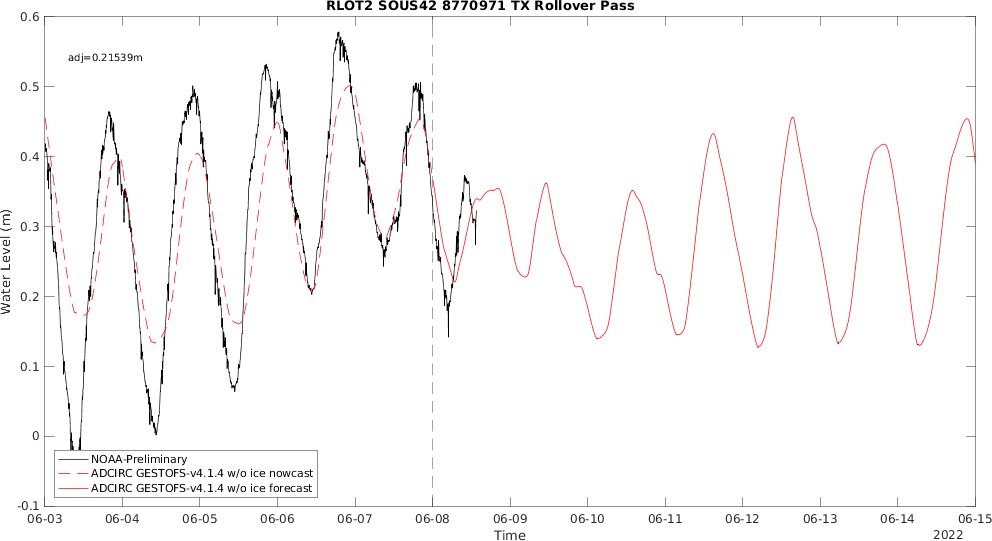 RLOT2 SOUS42 8770971 TX Rollover Pass
adj=0.21539m
0.6
0.5
0.4
0.3
0.2
0.1
0
-0.1
Water Level (m)
NOAA-Preliminary
ADCIRC GESTOFS-v4.1.4 w/o ice nowcast
ADCIRC GESTOFS-v4.1.4 w/o ice forecast
06-03 06-04 06-05 06-06 06-07 06-08 06-09 06-10 06-11 06-12 06-13 06-14 06-15
Time
2022